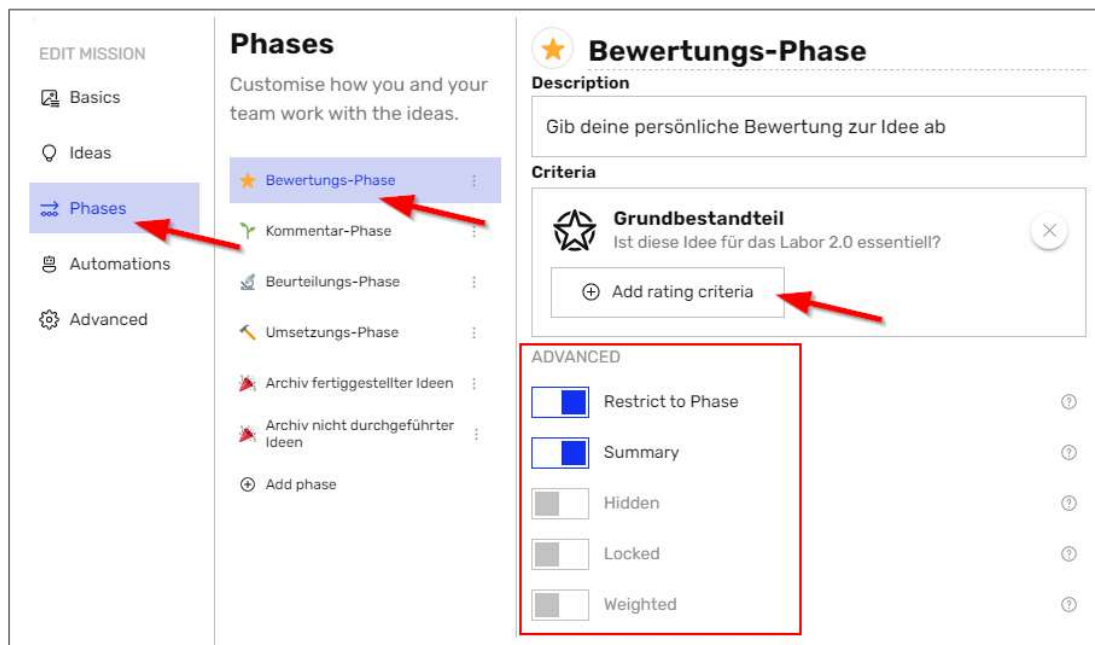 EDIT MISSION
Basics
Ideas
Phases
Automations
Advanced
Phases
Customise how you and your
team work with the ideas.
Bewertungs-Phase
Kommentar-Phase
Beurteilungs-Phase
Umsetzungs-Phase
Archiv fertiggestellter Ideen
Archiv nicht durchgeführter
Ideen
Add phase
Bewertungs-Phase
Description
Gib deine persönliche Bewertung zur Idee ab
Criteria
Grundbestandteil
Ist diese Idee für das Labor 2.0 essentiell?
Add rating criteria
ADVANCED
Restrict to Phase
Summary
Hidden
Locked
Weighted